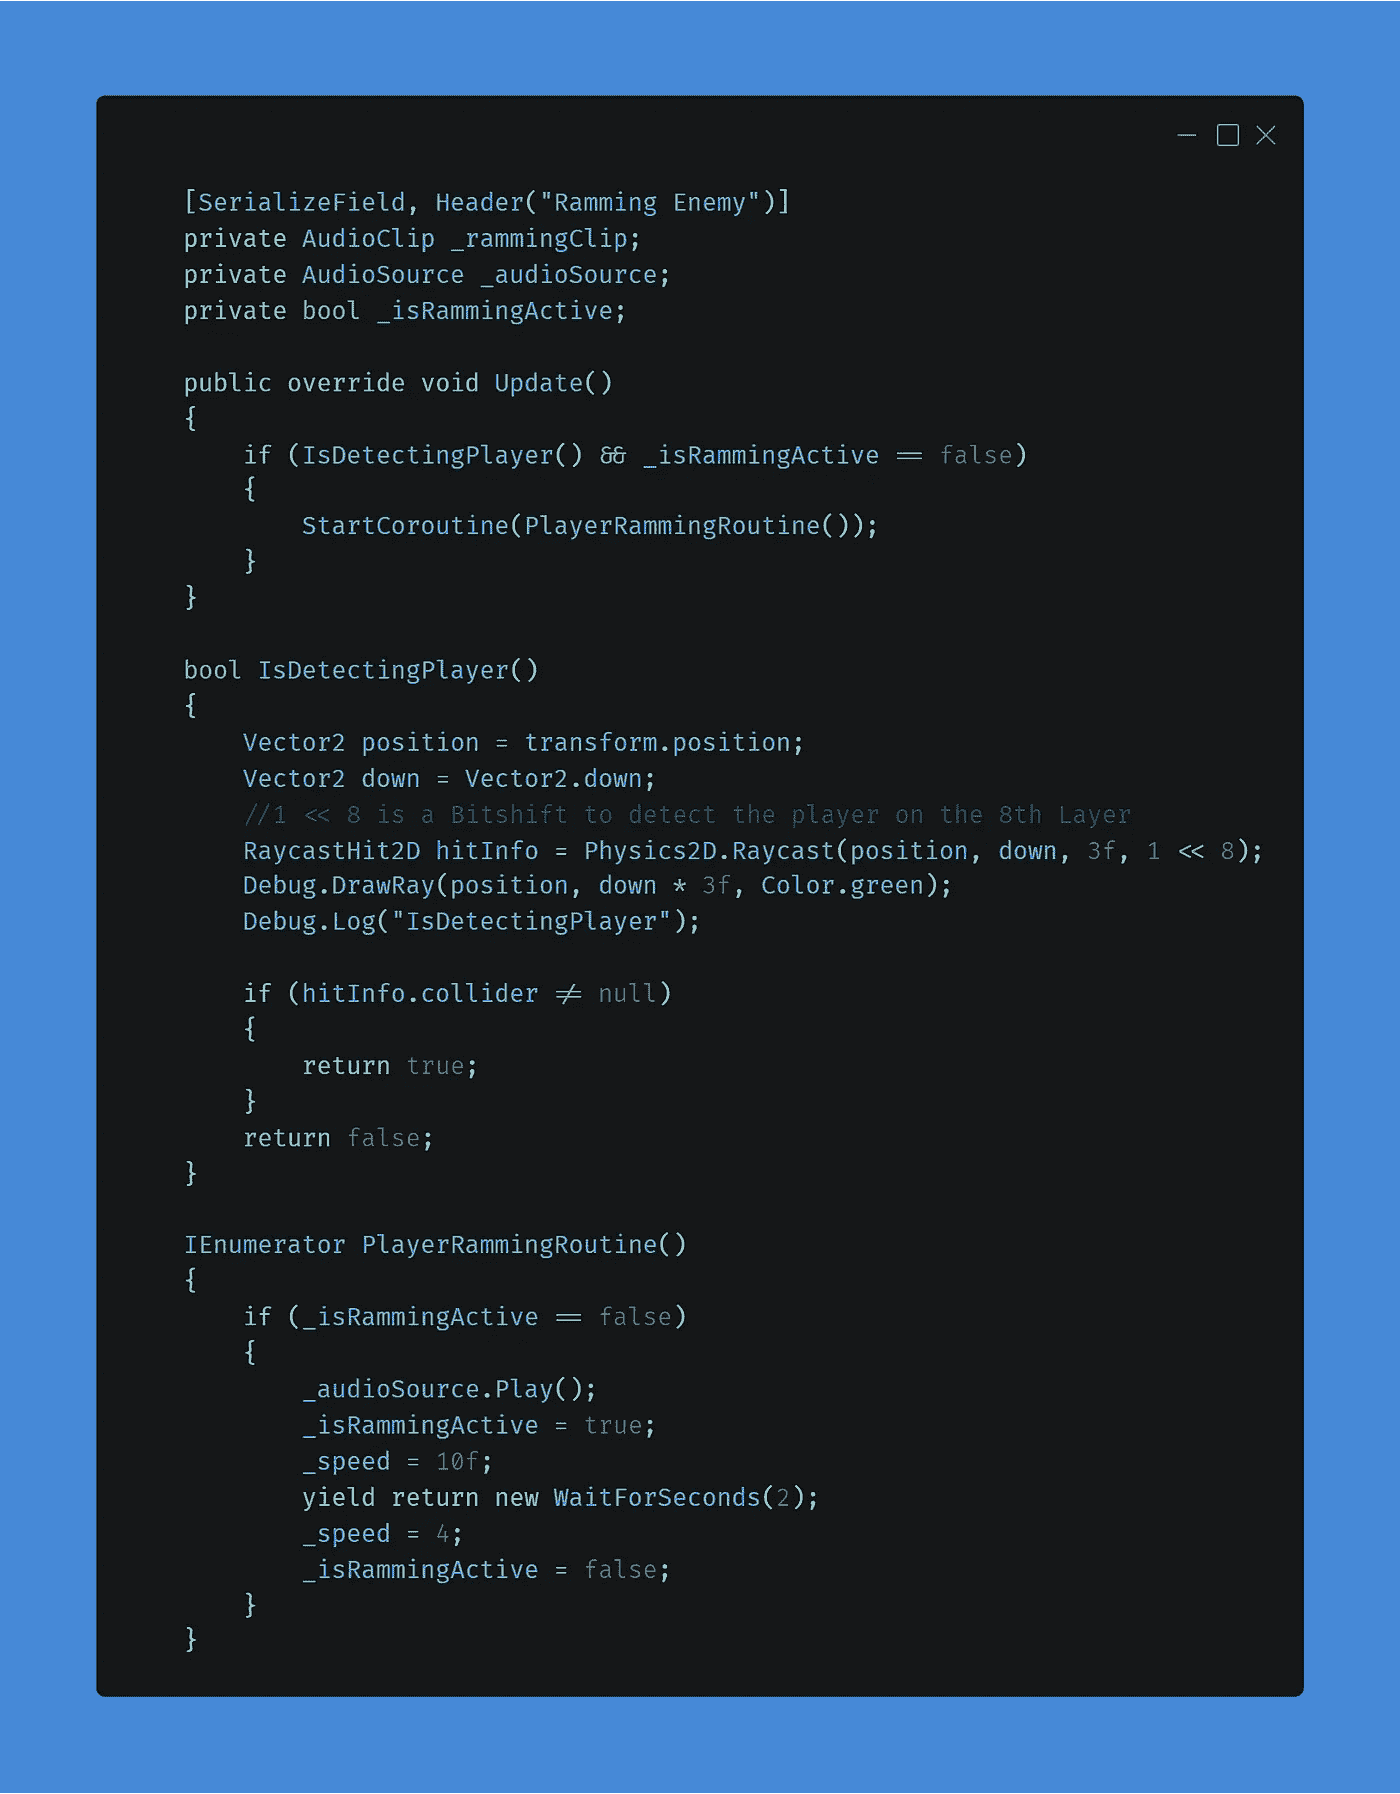 [SerializeField, Header("Ramming Enemy")]
private AudioClip _rammingClip;
private AudioSource _audioSource;
private bool _isRammingActive;

public override void Update()
{
    if (IsDetectingPlayer() && _isRammingActive == false)
    {
        StartCoroutine(PlayerRammingRoutine());
    }
}

bool IsDetectingPlayer()
{
    Vector2 position = transform.position;
    Vector2 down = Vector2.down;
    //1 << 8 is a Bitshift to detect the player on the 8th Layer
    RaycastHit2D hitInfo = Physics2D.Raycast(position, down, 3f, 1 << 8);
    Debug.DrawRay(position, down * 3f, Color.green);
    Debug.Log("IsDetectingPlayer");

    if (hitInfo.collider != null)
    {
        return true;
    }
    return false;
}

IEnumerator PlayerRammingRoutine()
{
    if (_isRammingActive == false)
    {
        _audioSource.Play();
        _isRammingActive = true;
        _speed = 10f;
        yield return new WaitForSeconds(2);
        _speed = 4;
        _isRammingActive = false;
    }
}